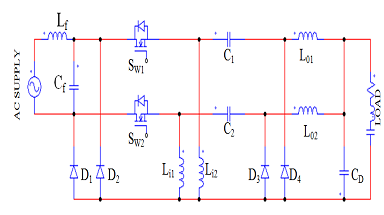 Lf
SW1
C1
L01
AC SUPPLY
Cf
SW2
C2
L02
LOAD
D1
D2
Li1
Li2
D3
D4
CD